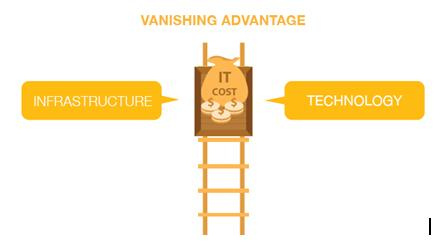 VANISHING ADVANTAGE
IT
COST
$ $
$
INFRASTRUCTURE
TECHNOLOGY